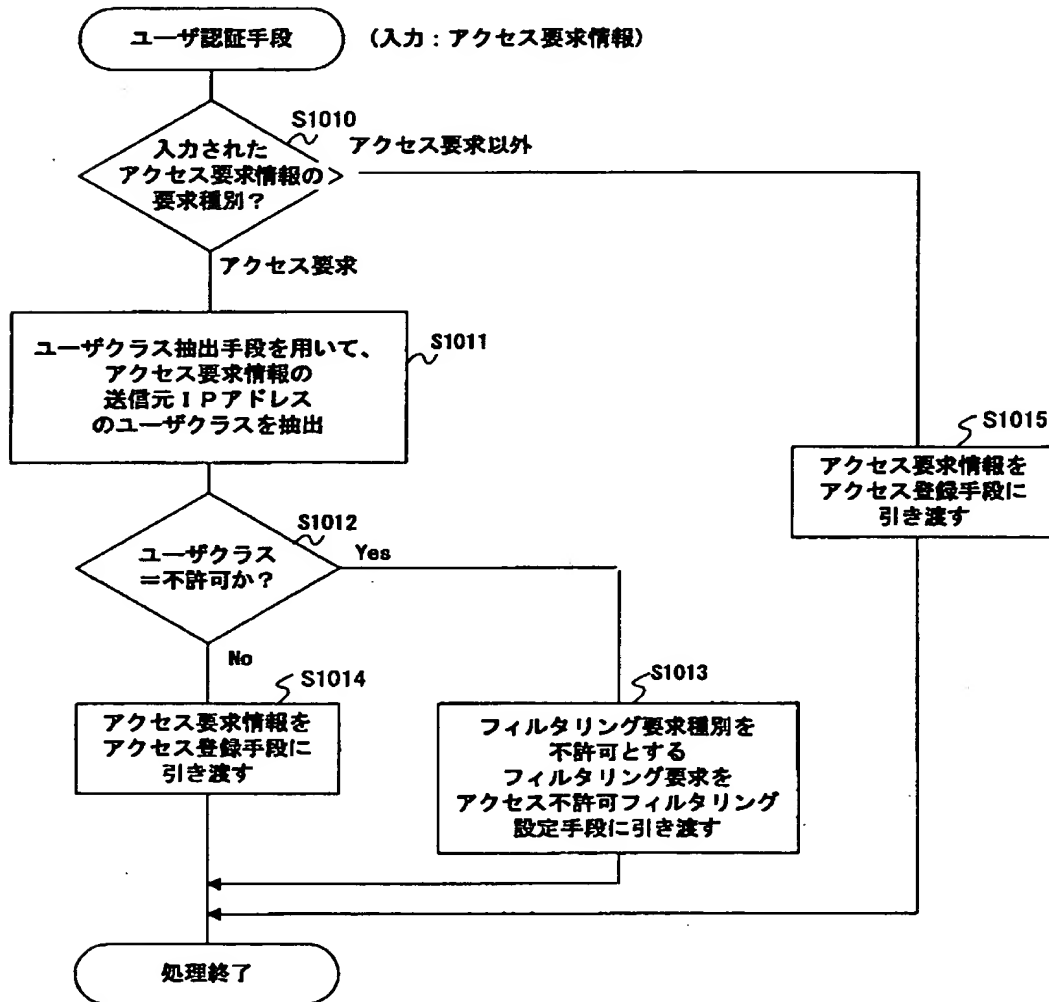 ユーザ認証手段
(入力：アクセス要求情報)
S1010
入力された
アクセス要求情報の
要求種別？
アクセス要求以外
アクセス要求
S1011
ユーザクラス抽出手段を用いて、
アクセス要求情報の
送信元ＩＰアドレス
のユーザクラスを抽出
S1015
アクセス要求情報を
アクセス登録手段に
引き渡す
S1012
ユーザクラス
＝不許可か？
Yes
No
S1014
アクセス要求情報を
アクセス登録手段に
引き渡す
S1013
フィルタリング要求種別を
不許可とする
フィルタリング要求を
アクセス不許可フィルタリング
設定手段に引き渡す
処理終了